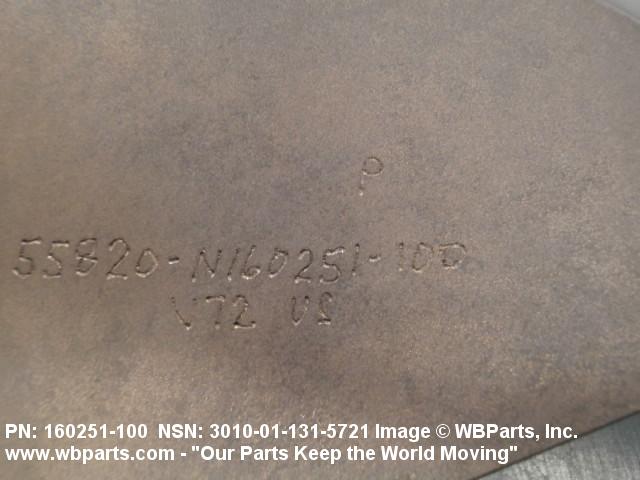 P
55820-N160251-100
V72 US
PN: 160251-100 NSN: 3010-01-131-5721 Image © WBParts, Inc.
www.wbparts.com - "Our Parts Keep the World Moving"